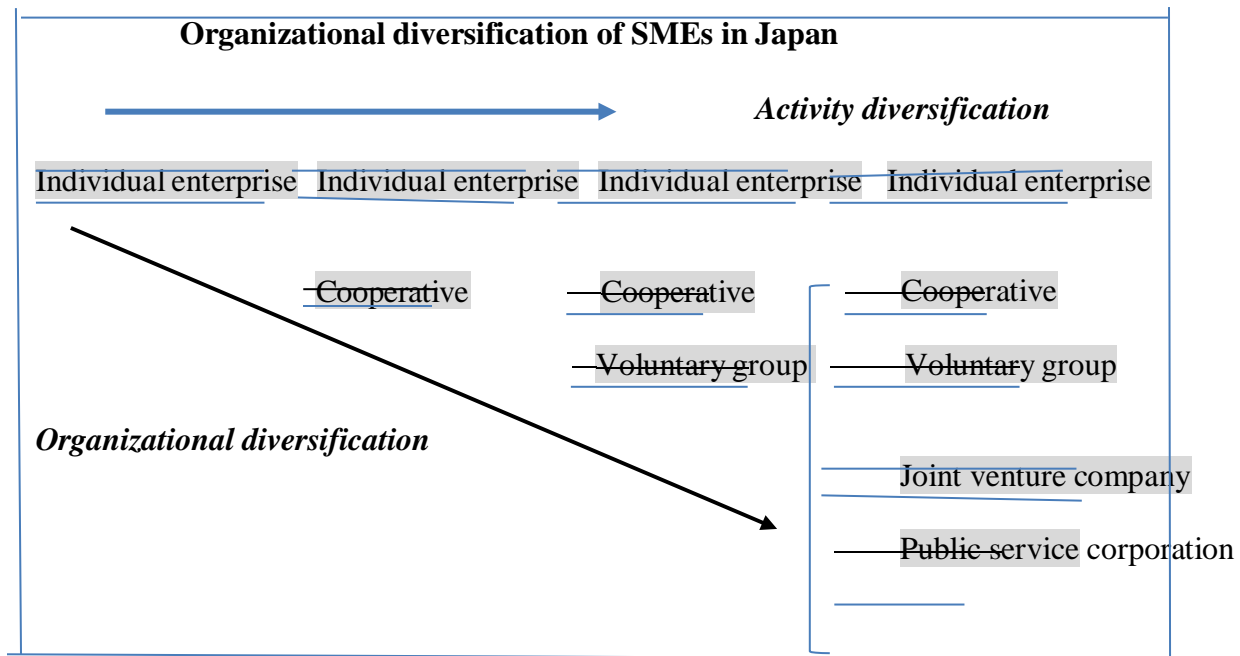 Organizational diversification of SMEs in Japan
Activity diversification
Individual enterprise Individual enterprise Individual enterprise Individual enterprise
Cooperative Cooperative Cooperative
Voluntary group Voluntary group
Organizational diversification
Joint venture company
Public service corporation